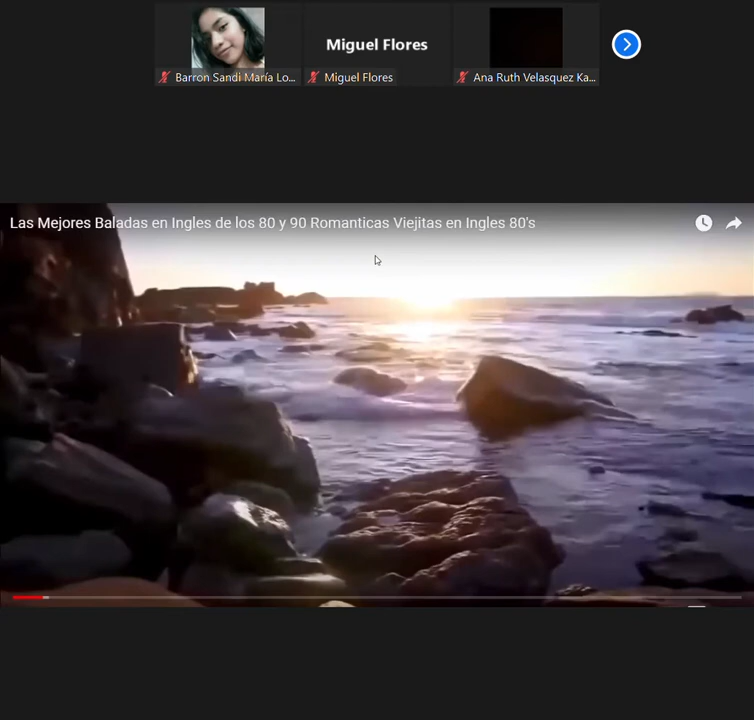 Miguel Flores
Barron Sandi María Lo...
Miguel Flores
Ana Ruth Velasquez Ka...
Las Mejores Baladas en Ingles de los 80 y 90 Romanticas Viejitas en Ingles 80's